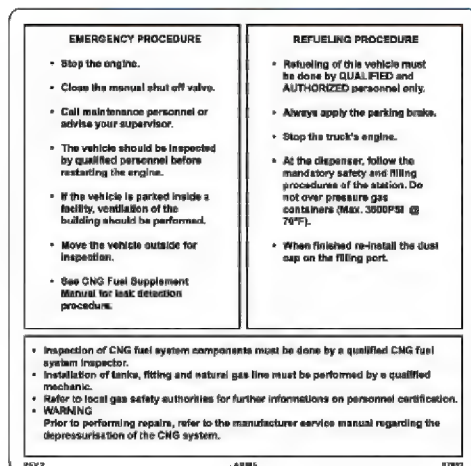 EMERGENCY PROCEDURE
• Stop the engine.
• Close the manual shut off valve.
• Call maintenance personnel or
advise your supervisor.
• The vehicle should be inspected
by qualified personnel before
restarting the engine.
• If the vehicle is parked inside a
facility, ventilation of the
building should be performed.
• Move the vehicle outside for
inspection.
• See CNG Fuel Supplement
Manual for leak detection
procedure.
REFUELING PROCEDURE
• Refueling of this vehicle must
be done by QUALIFIED and
AUTHORIZED personnel only.
• Always apply the parking brake.
• Stop the truck's engine.
• At the dispenser, follow the
mandatory safety and filling
procedures of the station. Do
not over pressure gas
containers (Max. 3600PSI @
70°F).
• When finished re-install the dust
cap on the filling port.
• Inspection of CNG fuel system components must be done by a qualified CNG fuel
system inspector.
• Installation of tanks, fitting and natural gas line must be performed by a qualified
mechanic.
• Refer to local gas safety authorities for further informations on personnel certification.
• WARNING
Prior to performing repairs, refer to the manufacturer service manual regarding the
depressurisation of the CNG system.